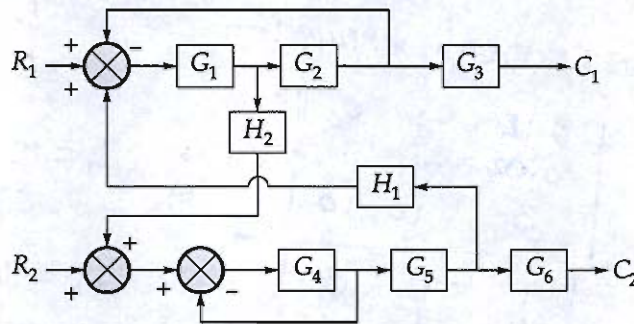 +
−
R₁
G₁
G₂
G₃
C₁
+
H₂
H₁
+
R₂
G₄
G₅
G₆
C₂
+
+
−